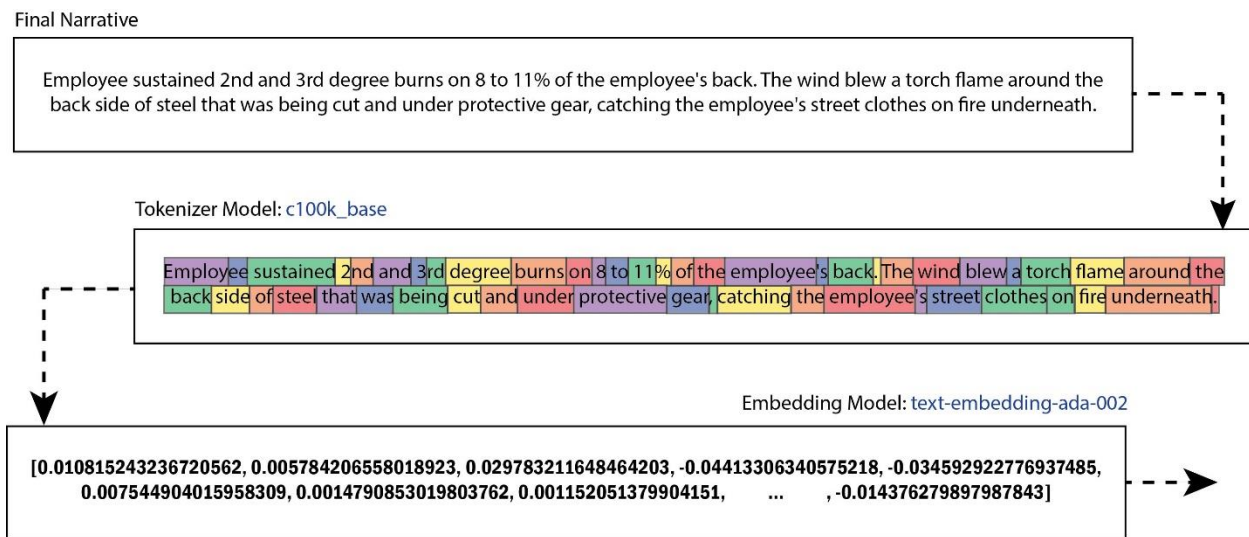 Final Narrative
Employee sustained 2nd and 3rd degree burns on 8 to 11% of the employee's back. The wind blew a torch flame around the
back side of steel that was being cut and under protective gear, catching the employee's street clothes on fire underneath.
Tokenizer Model: c100k_base
Employee sustained 2nd and 3rd degree burns on 8 to 11% of the employee's back. The wind blew a torch flame around the
back side of steel that was being cut and under protective gear, catching the employee's street clothes on fire underneath.
Embedding Model: text-embedding-ada-002
[0.010815243236720562, 0.005784206558018923, 0.029783211648464203, -0.04413306340575218, -0.034592922776937485,
0.007544904015958309, 0.0014790853019803762, 0.001152051379904151, ... , -0.014376279897987843]